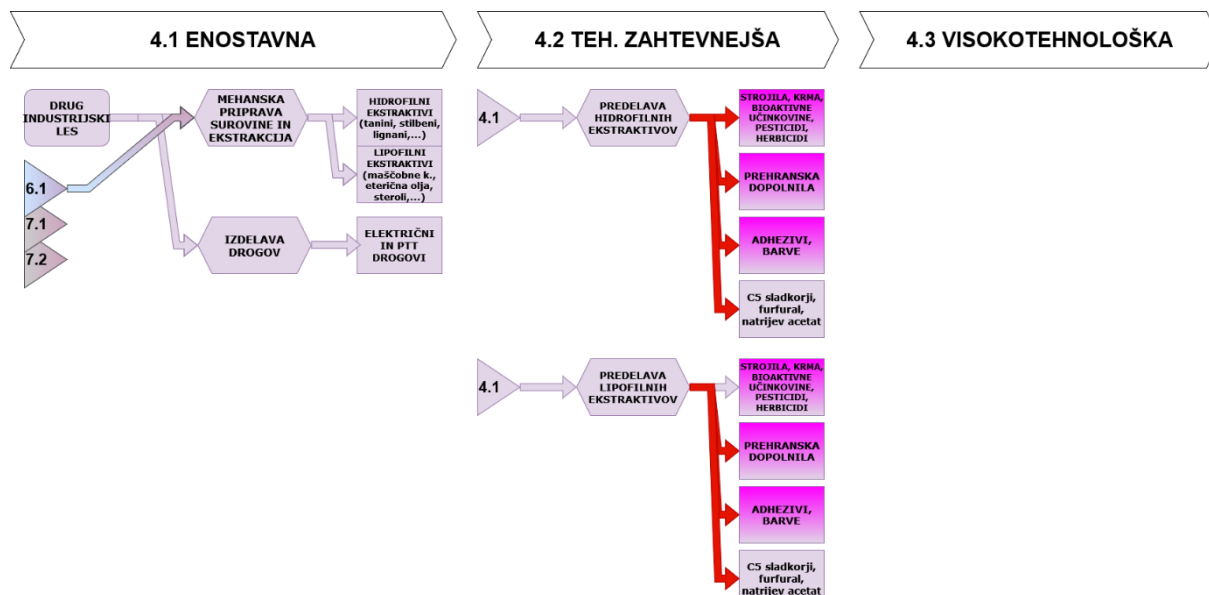 4.1 ENOSTAVNA
4.2 TEH. ZAHTEVNEJŠA
4.3 VISOKOTEHNOLOŠKA
DRUG
INDUSTRIJSKI
LES
6.1
7.1
7.2
MEHANSKA
PRIPRAVA
SUROVINE IN
EKSTRAKCIJA
HIDROFILNI
EKSTRAKTIVI
(tanini, stilbeni,
lignani,...)
LIPOFILNI
EKSTRAKTIVI
(maščobne k.,
eterična olja,
steroli,...)
IZDELAVA
DROGOV
ELEKTRIČNI
IN PTT
DROGOVI
4.1
PREDELAVA
HIDROFILNIH
EKSTRAKTIVOV
STROJILA, KRMA,
BIOAKTIVNE
UČINKOVINE,
PESTICIDI,
HERBICIDI
PREHRANSKA
DOPOLNILA
ADHEZIVI,
BARVE
C5 sladkorji,
furfural,
natrijev acetat
4.1
PREDELAVA
LIPOFILNIH
EKSTRAKTIVOV
STROJILA, KRMA,
BIOAKTIVNE
UČINKOVINE,
PESTICIDI,
HERBICIDI
PREHRANSKA
DOPOLNILA
ADHEZIVI,
BARVE
C5 sladkorji,
furfural,
natrijev acetat